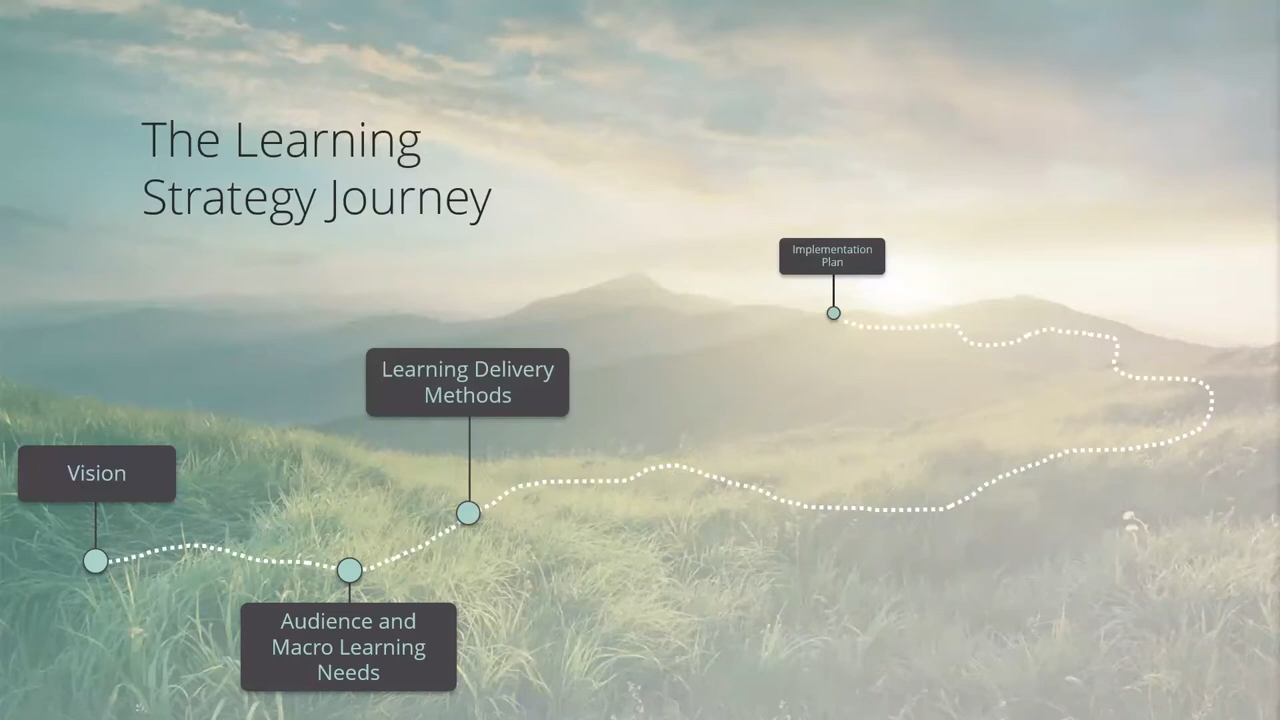 The Learning
Strategy Journey
Implementation
Plan
Learning Delivery
Methods
Vision
Audience and
Macro Learning
Needs